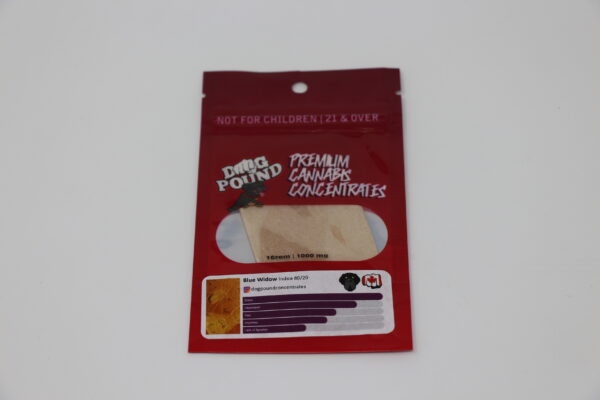 NOT FOR CHILDREN | 21 & OVER
DOG
POUND
PREMIUM
CANNABIS
CONCENTRATES
1Gram | 1000 mg
Blue Widow Indica 80/20
dogpoundconcentrates